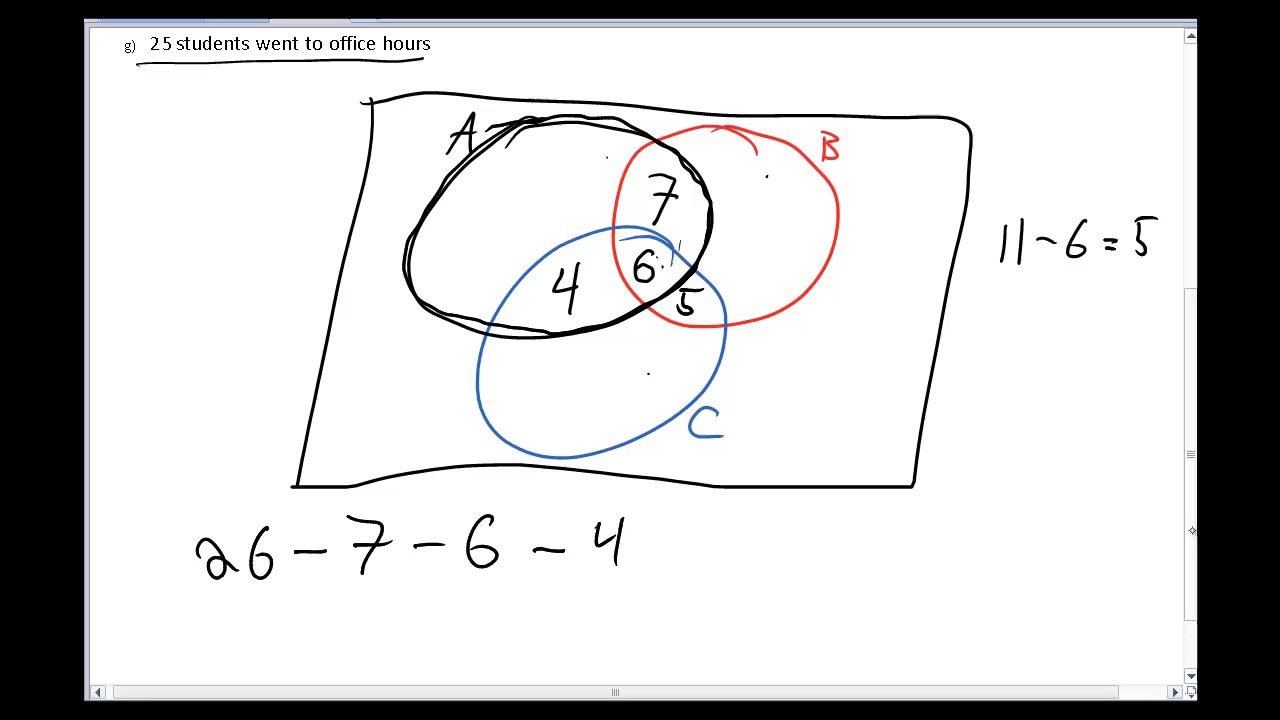 g) 25 students went to office hours
A
B
7
11-6=5
4 6 5
C
26-7-6-4